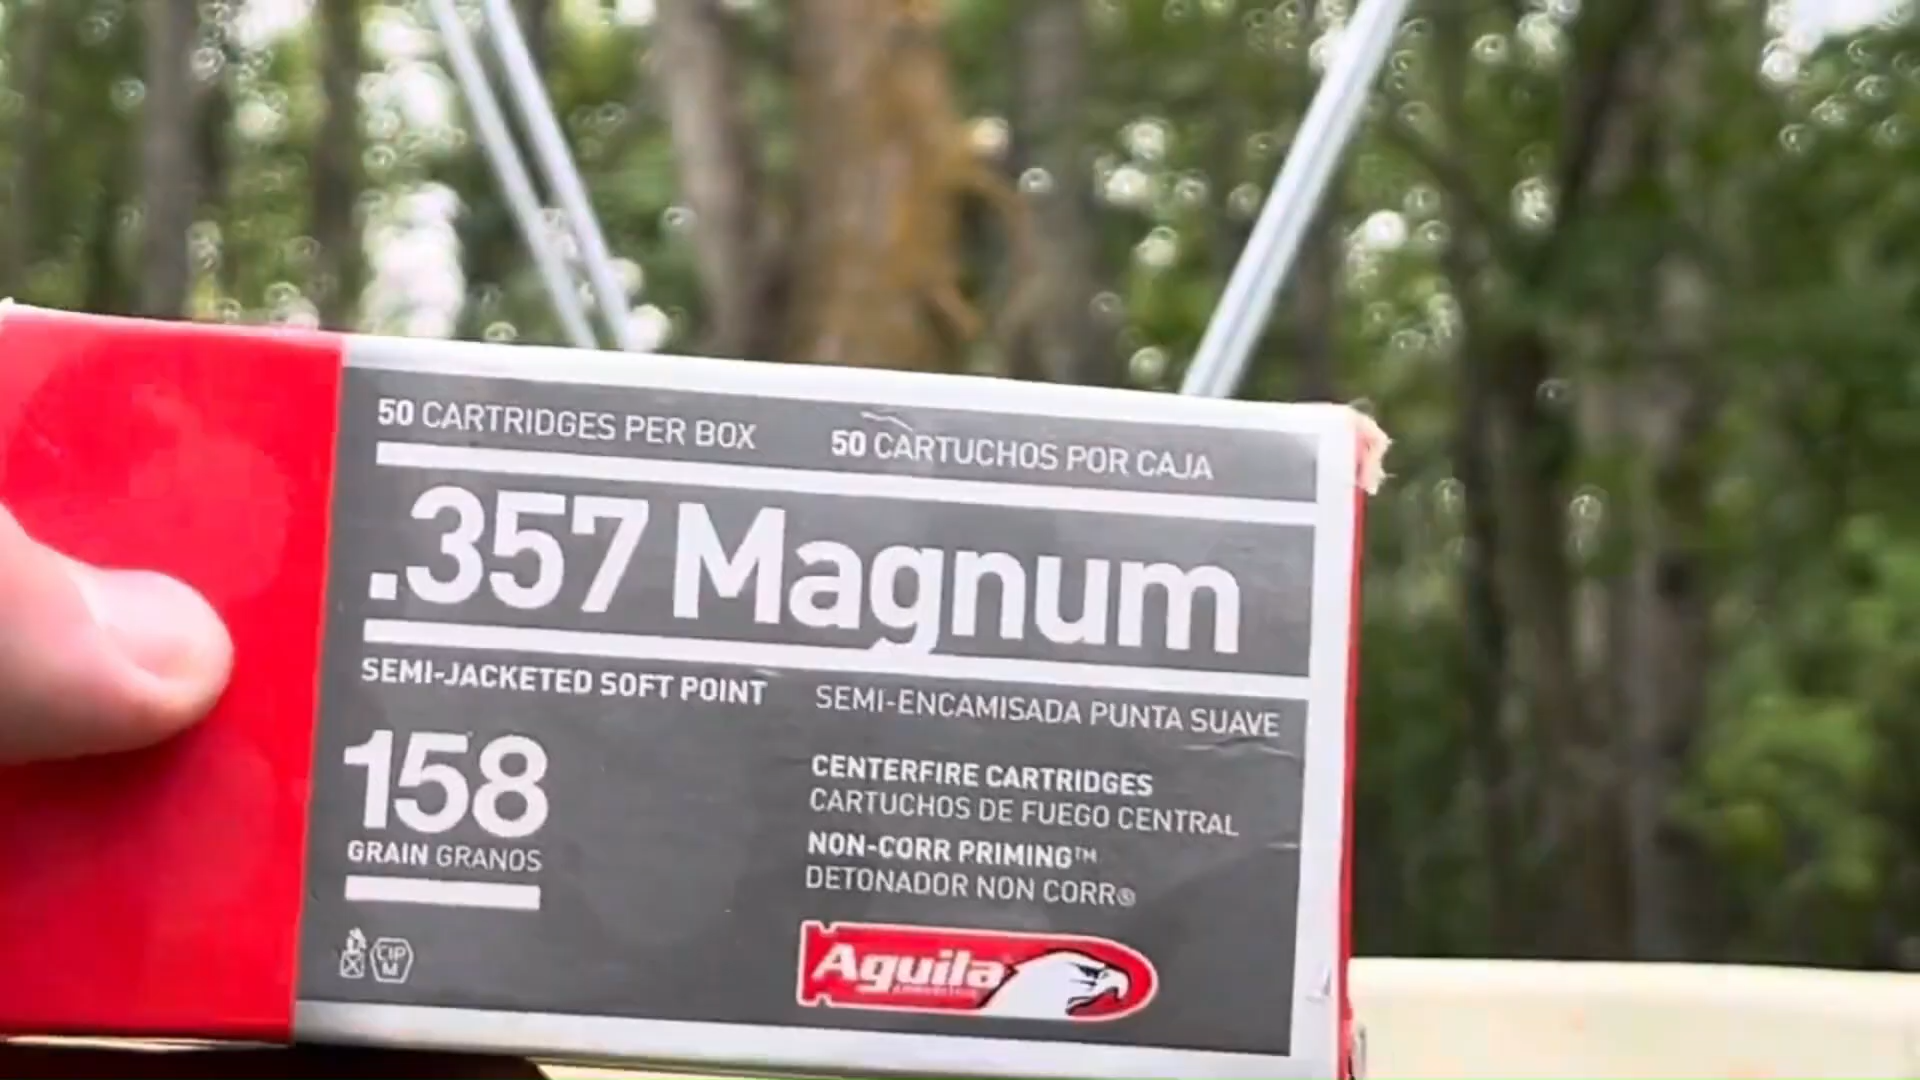 50 CARTRIDGES PER BOX 50 CARTUCHOS POR CAJA
.357 Magnum
SEMI-JACKETED SOFT POINT SEMI-ENCAMISADA PUNTA SUAVE
158
GRAIN GRANOS
CENTERFIRE CARTRIDGES
CARTUCHOS DE FUEGO CENTRAL
NON-CORR PRIMING™
DETONADOR NON CORR®
CIP
M
Aguila
AMMUNITION